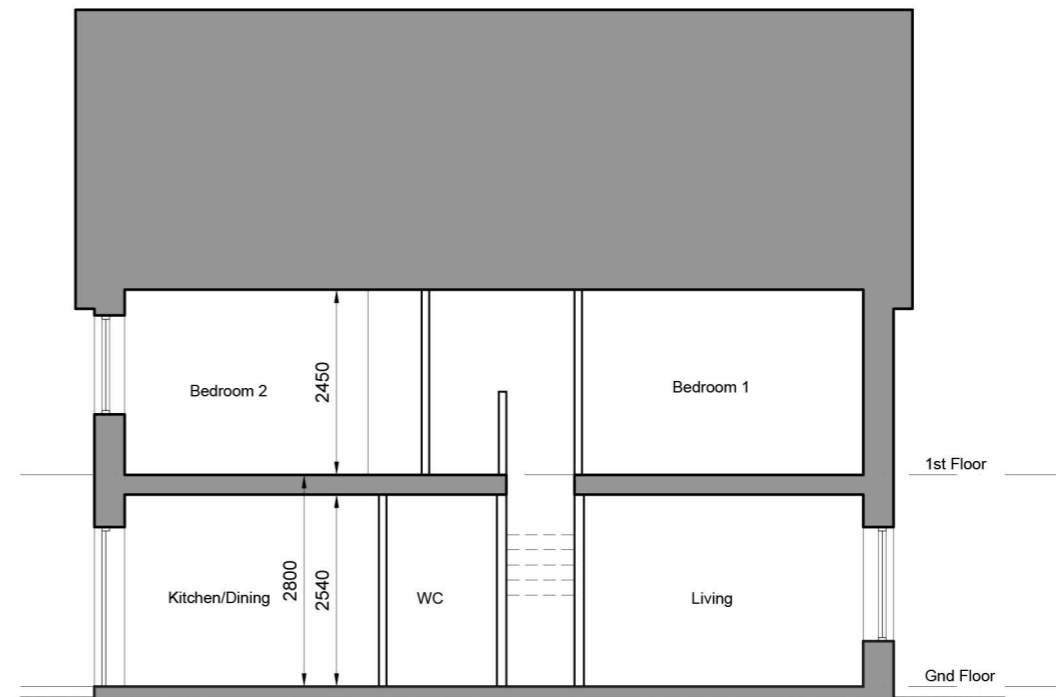 Bedroom 2
2450
Bedroom 1
1st Floor
Kitchen/Dining
2800
2540
WC
Living
Gnd Floor